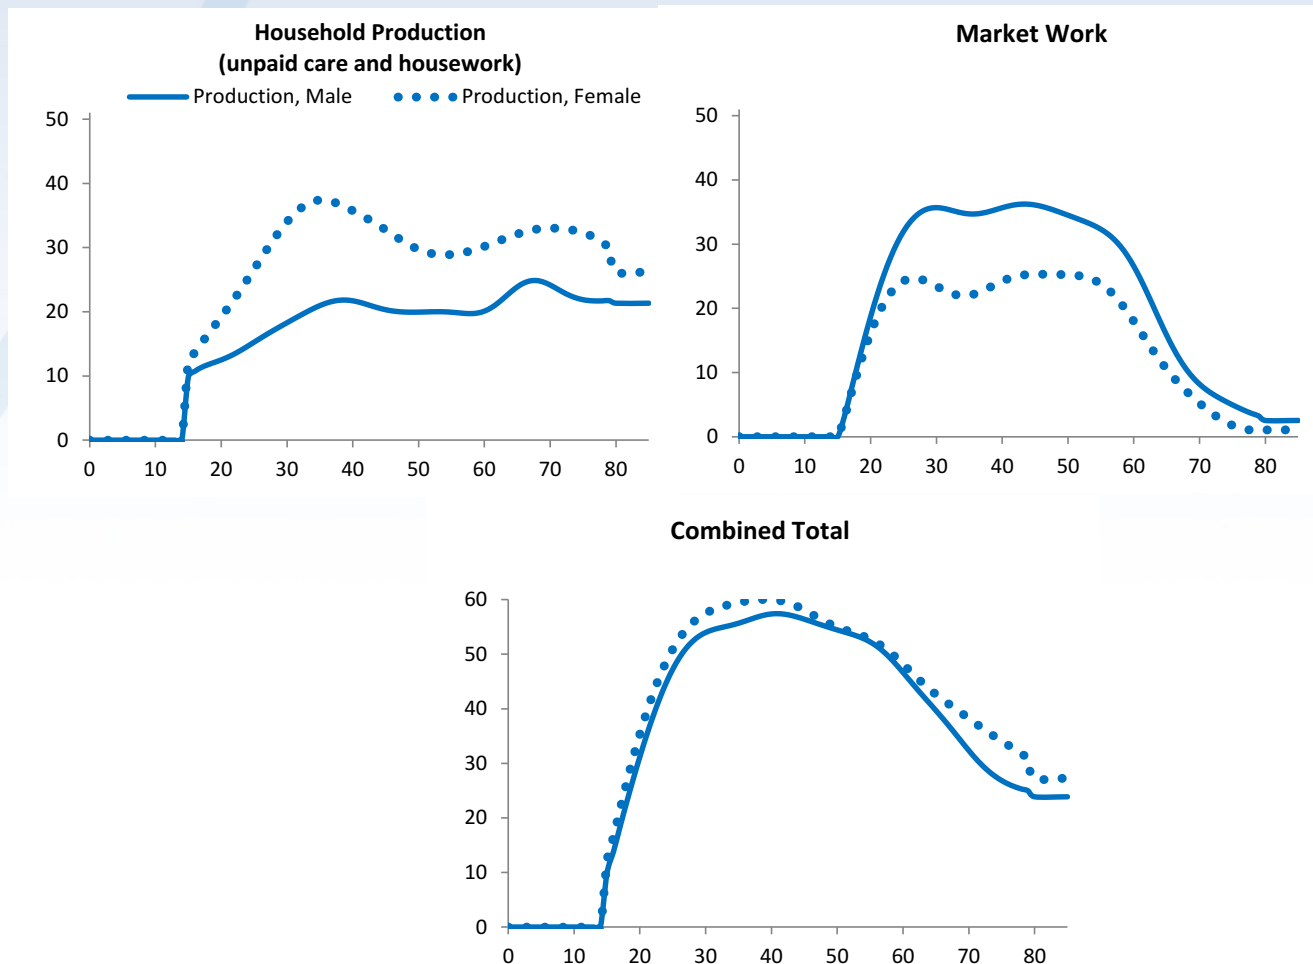 Household Production
(unpaid care and housework)
Production, Male
Production, Female
50
40
30
20
10
0
0 10 20 30 40 50 60 70 80
Market Work
50
40
30
20
10
0
0 10 20 30 40 50 60 70 80
Combined Total
60
50
40
30
20
10
0
0 10 20 30 40 50 60 70 80